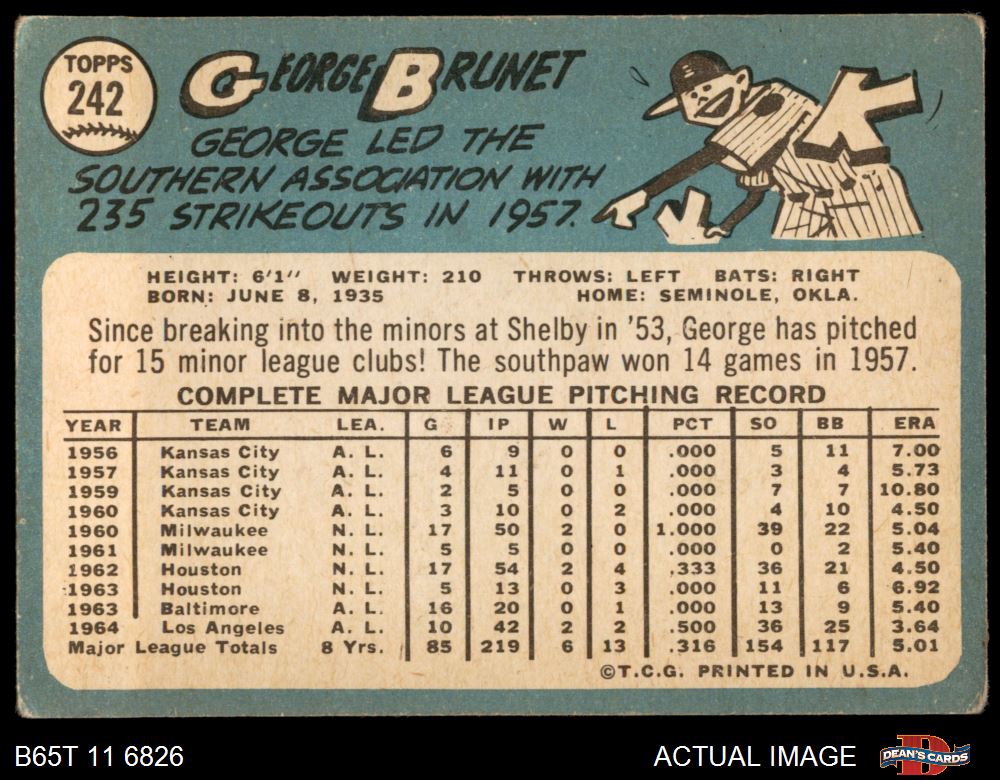 TOPPS
242
GEORGE BRUNET
GEORGE LED THE
SOUTHERN ASSOCIATION WITH
235 STRIKEOUTS IN 1957.
K
K
K
HEIGHT: 6'1" WEIGHT: 210 THROWS: LEFT BATS: RIGHT
BORN: JUNE 8, 1935 HOME: SEMINOLE, OKLA.
Since breaking into the minors at Shelby in '53, George has pitched
for 15 minor league clubs! The southpaw won 14 games in 1957.
COMPLETE MAJOR LEAGUE PITCHING RECORD
YEAR TEAM LEA. G IP W L PCT SO BB ERA
1956 Kansas City A. L. 6 9 0 0 .000 5 11 7.00
1957 Kansas City A. L. 4 11 0 1 .000 3 4 5.73
1959 Kansas City A. L. 2 5 0 0 .000 7 7 10.80
1960 Kansas City A. L. 3 10 0 2 .000 4 10 4.50
1960 Milwaukee N. L. 17 50 2 0 1.000 39 22 5.04
1961 Milwaukee N. L. 5 5 0 0 .000 0 2 5.40
1962 Houston N. L. 17 54 2 4 .333 36 21 4.50
1963 Houston N. L. 5 13 0 3 .000 11 6 6.92
1963 Baltimore A. L. 16 20 0 1 .000 13 9 5.40
1964 Los Angeles A. L. 10 42 2 2 .500 36 25 3.64
Major League Totals 8 Yrs. 85 219 6 13 .316 154 117 5.01
©T.C.G. PRINTED IN U.S.A.
B65T 11 6826
ACTUAL IMAGE
DEAN'S CARDS